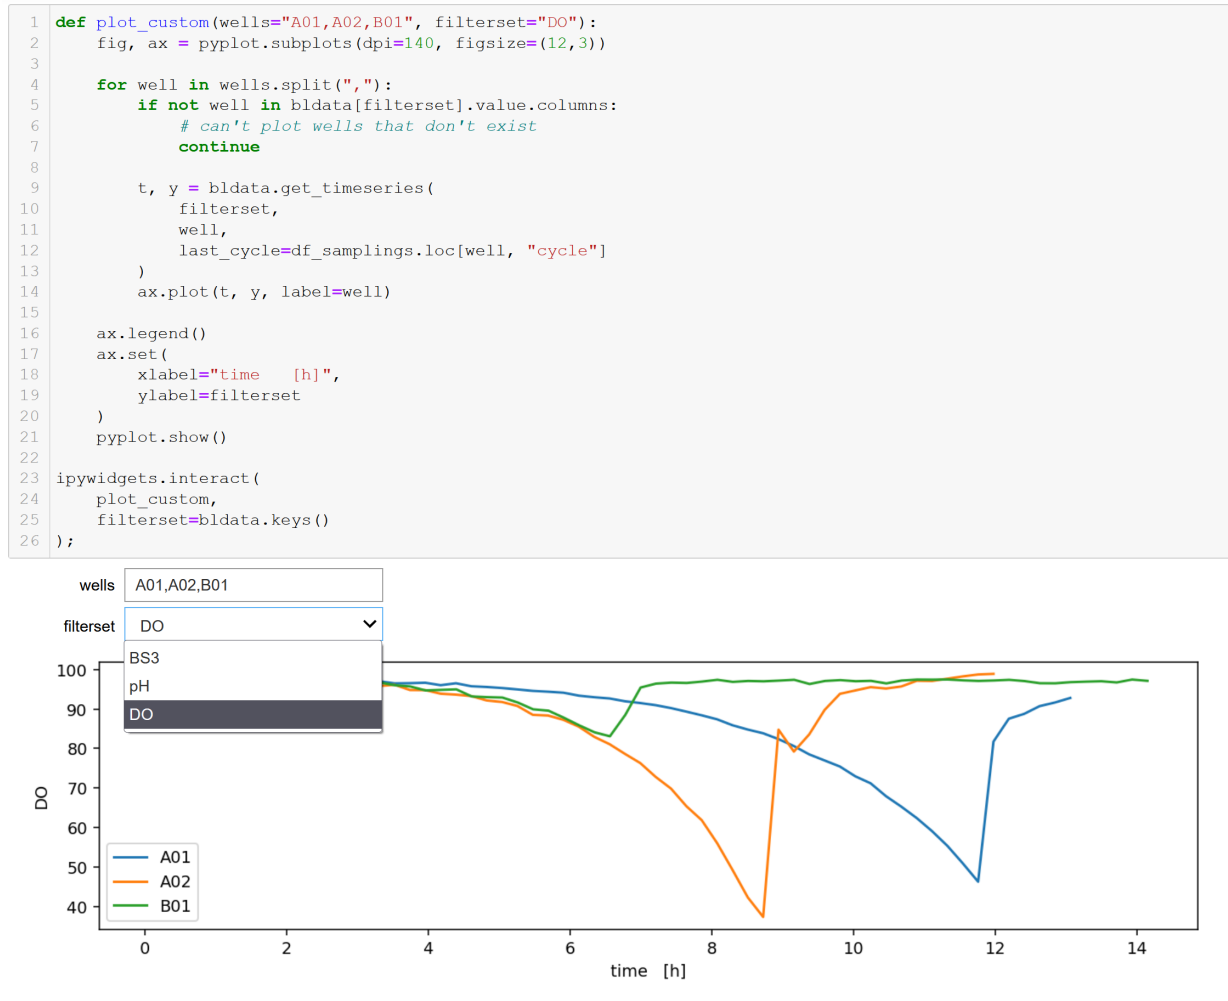 1 def plot_custom(wells="A01,A02,B01", filterset="DO"):
2     fig, ax = pyplot.subplots(dpi=140, figsize=(12,3))
3
4     for well in wells.split(","):
5         if not well in bldata[filterset].value.columns:
6             # can't plot wells that don't exist
7             continue
8
9         t, y = bldata.get_timeseries(
10             filterset,
11             well,
12             last_cycle=df_samplings.loc[well, "cycle"]
13         )
14         ax.plot(t, y, label=well)
15
16     ax.legend()
17     ax.set(
18         xlabel="time   [h]",
19         ylabel=filterset
20     )
21     pyplot.show()
22
23 ipywidgets.interact(
24     plot_custom,
25     filterset=bldata.keys()
26 );
wells A01,A02,B01
filterset DO
BS3
pH
DO
100
90
80
70
60
50
40
DO
A01
A02
B01
0 2 4 6 8 10 12 14
time [h]